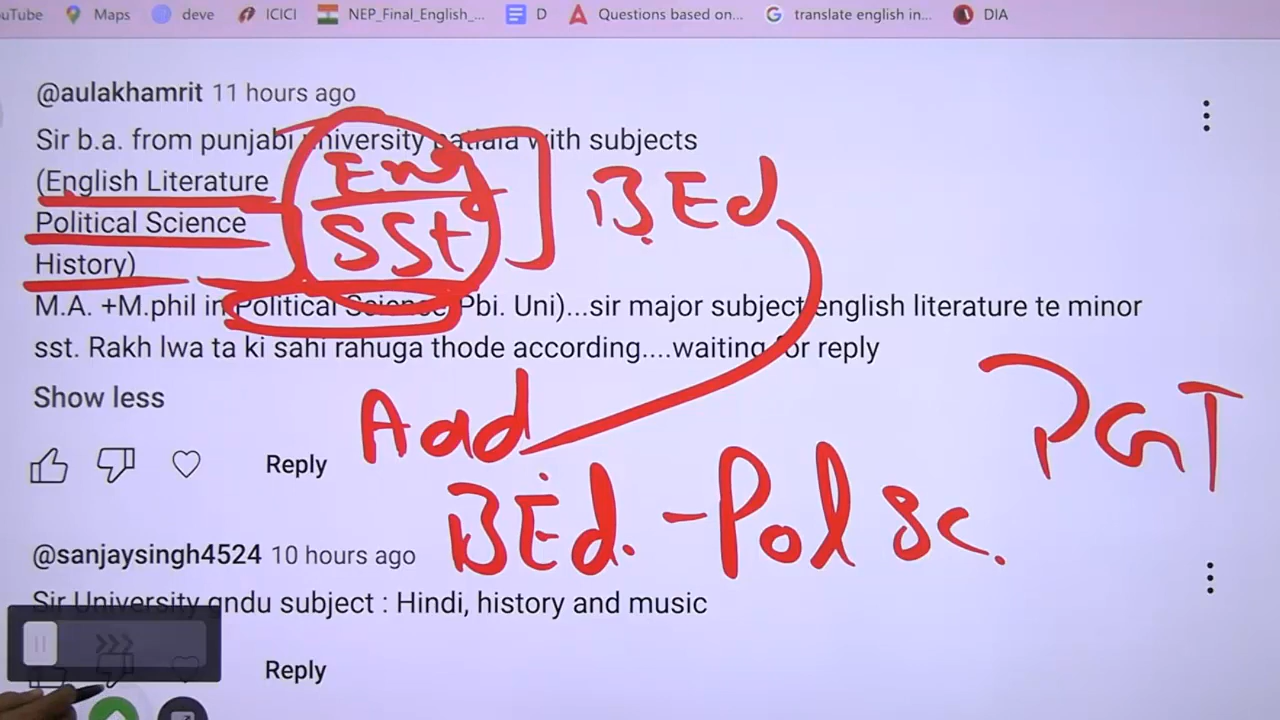 ouTube Maps deve ICICI NEP_Final_English_... D Questions based on... translate english in... DIA
@aulakhamrit 11 hours ago
Sir b.a. from punjabi university patiala with subjects
(English Literature
Political Science
History)
Eng
SSt
BEd
M.A. +M.phil in Political Science Pbi. Uni)...sir major subject english literature te minor
sst. Rakh lwa ta ki sahi rahuga thode according....waiting for reply
Show less
Add
PGT
Reply
BEd. - Pol Sc.
@sanjaysingh4524 10 hours ago
Sir University gndu subject : Hindi, history and music
Reply